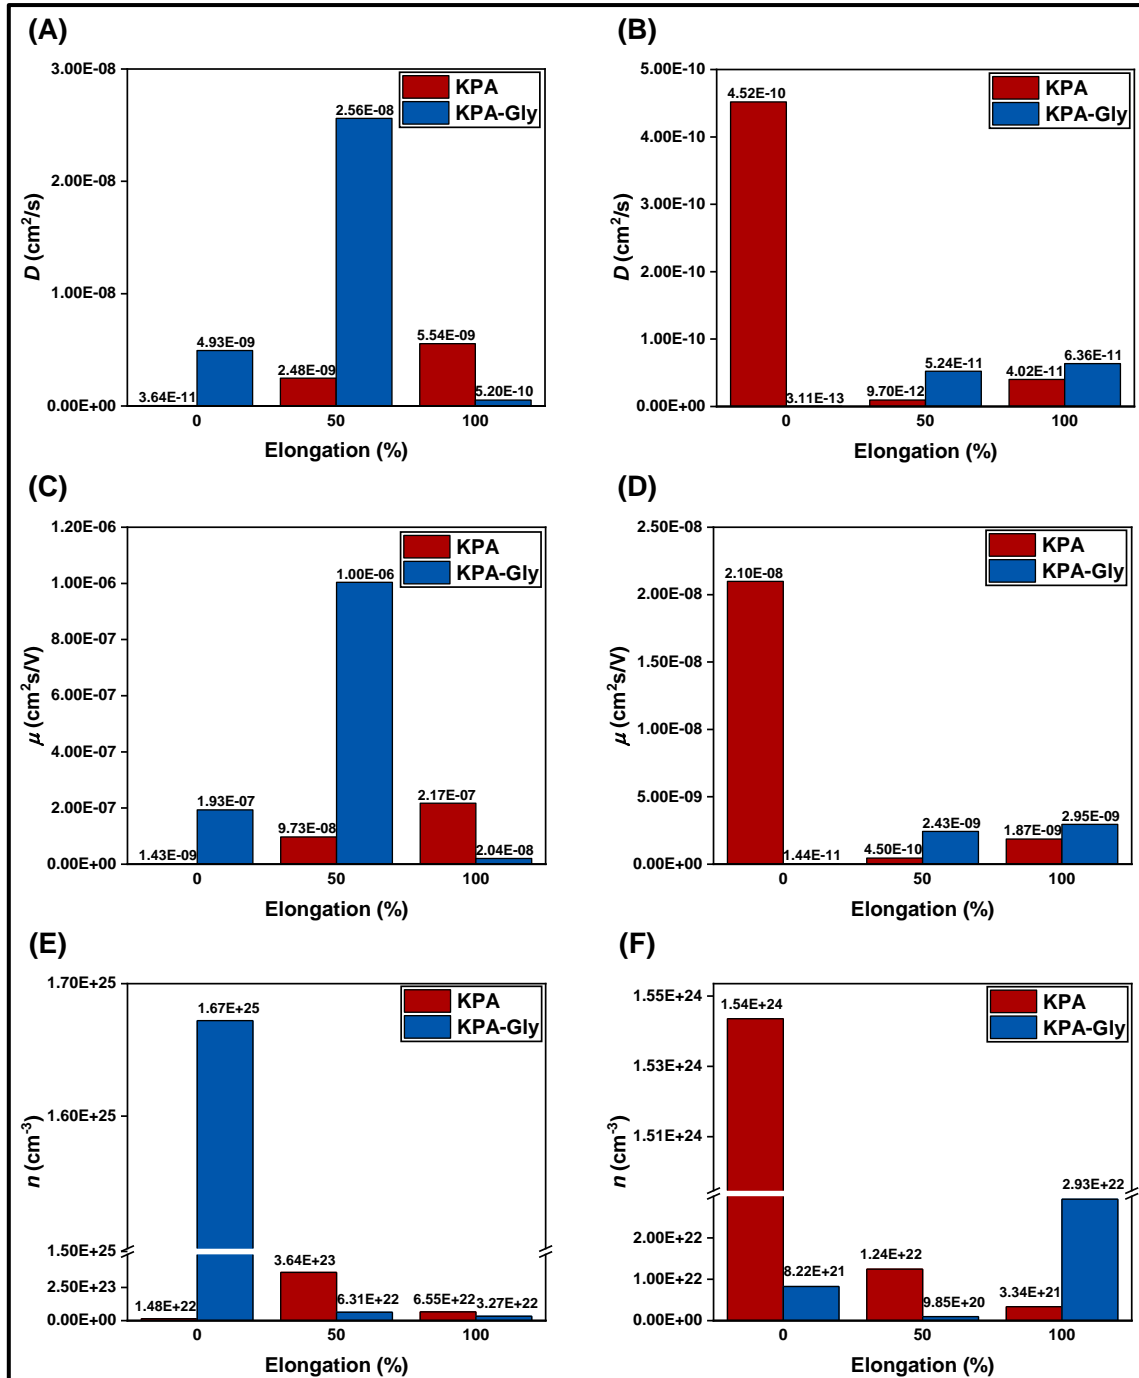 (A)
3.00E-08
2.00E-08
1.00E-08
0.00E+00
D (cm²/s)
KPA
KPA-Gly
3.64E-11
4.93E-09
2.48E-09
2.56E-08
5.54E-09
5.20E-10
0
50
100
Elongation (%)
(B)
5.00E-10
4.00E-10
3.00E-10
2.00E-10
1.00E-10
0.00E+00
D (cm²/s)
KPA
KPA-Gly
4.52E-10
3.11E-13
9.70E-12
5.24E-11
4.02E-11
6.36E-11
0
50
100
Elongation (%)
(C)
1.20E-06
1.00E-06
8.00E-07
6.00E-07
4.00E-07
2.00E-07
0.00E+00
μ (cm²s/V)
KPA
KPA-Gly
1.43E-09
1.93E-07
9.73E-08
1.00E-06
2.17E-07
2.04E-08
0
50
100
Elongation (%)
(D)
2.50E-08
2.00E-08
1.50E-08
1.00E-08
5.00E-09
0.00E+00
μ (cm²s/V)
KPA
KPA-Gly
2.10E-08
1.44E-11
4.50E-10
2.43E-09
1.87E-09
2.95E-09
0
50
100
Elongation (%)
(E)
1.70E+25
1.60E+25
1.50E+25
2.50E+23
0.00E+00
n (cm⁻³)
KPA
KPA-Gly
1.48E+22
1.67E+25
3.64E+23
6.31E+22
6.55E+22
3.27E+22
0
50
100
Elongation (%)
(F)
1.55E+24
1.53E+24
1.51E+24
2.00E+22
1.00E+22
0.00E+00
n (cm⁻³)
KPA
KPA-Gly
1.54E+24
8.22E+21
1.24E+22
9.85E+20
3.34E+21
2.93E+22
0
50
100
Elongation (%)